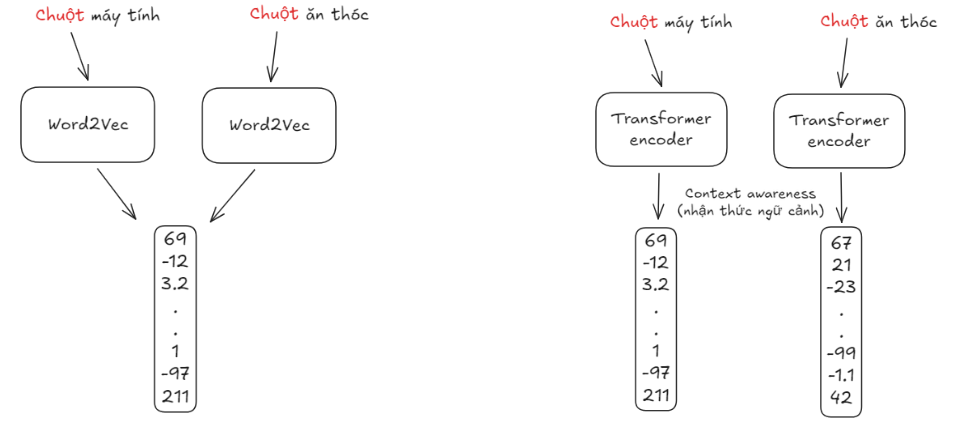 Chuột máy tính
Chuột ăn thóc
Word2Vec
Word2Vec
69
-12
3.2
.
.
1
-97
211
Chuột máy tính
Chuột ăn thóc
Transformer
encoder
Transformer
encoder
Context awareness
(nhận thức ngữ cảnh)
69
-12
3.2
.
.
1
-97
211
67
21
-23
.
.
-99
-1.1
42